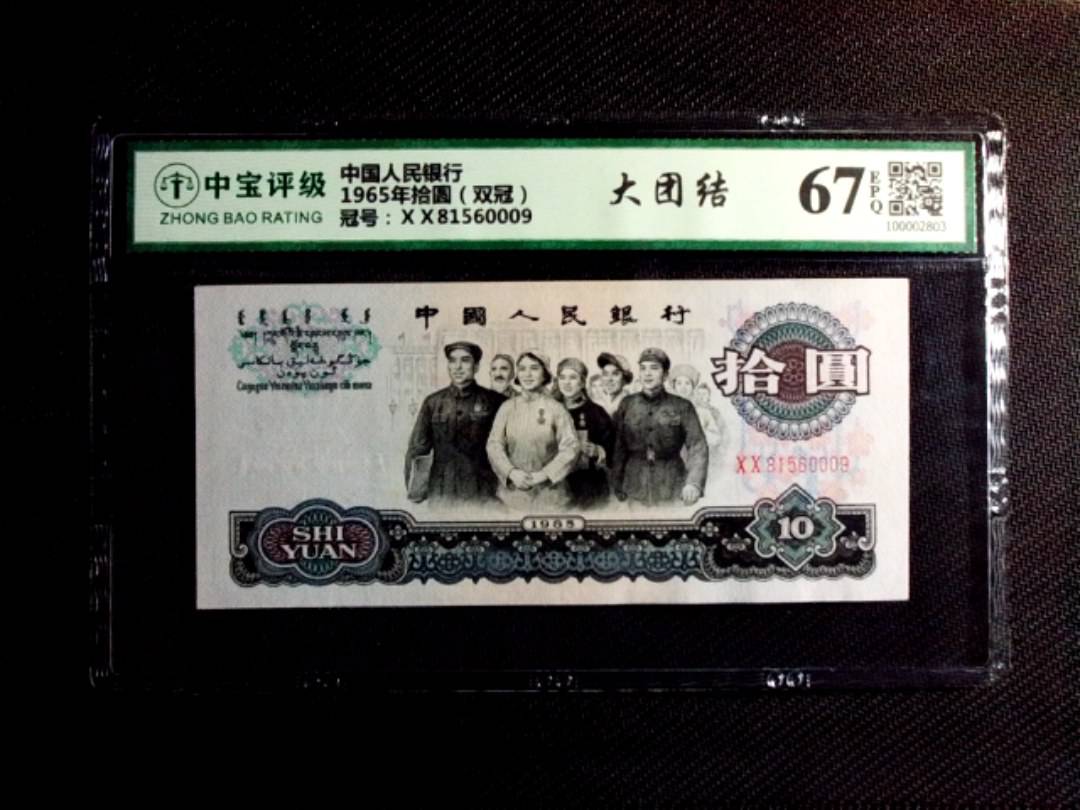 中宝评级
ZHONG BAO RATING
中国人民银行
1965年拾圆（双冠）
冠号：XX81560009
大团结
67
EPQ
100002803
中國人民銀行
拾圓
XX81560009
1965
SHI
YUAN
10